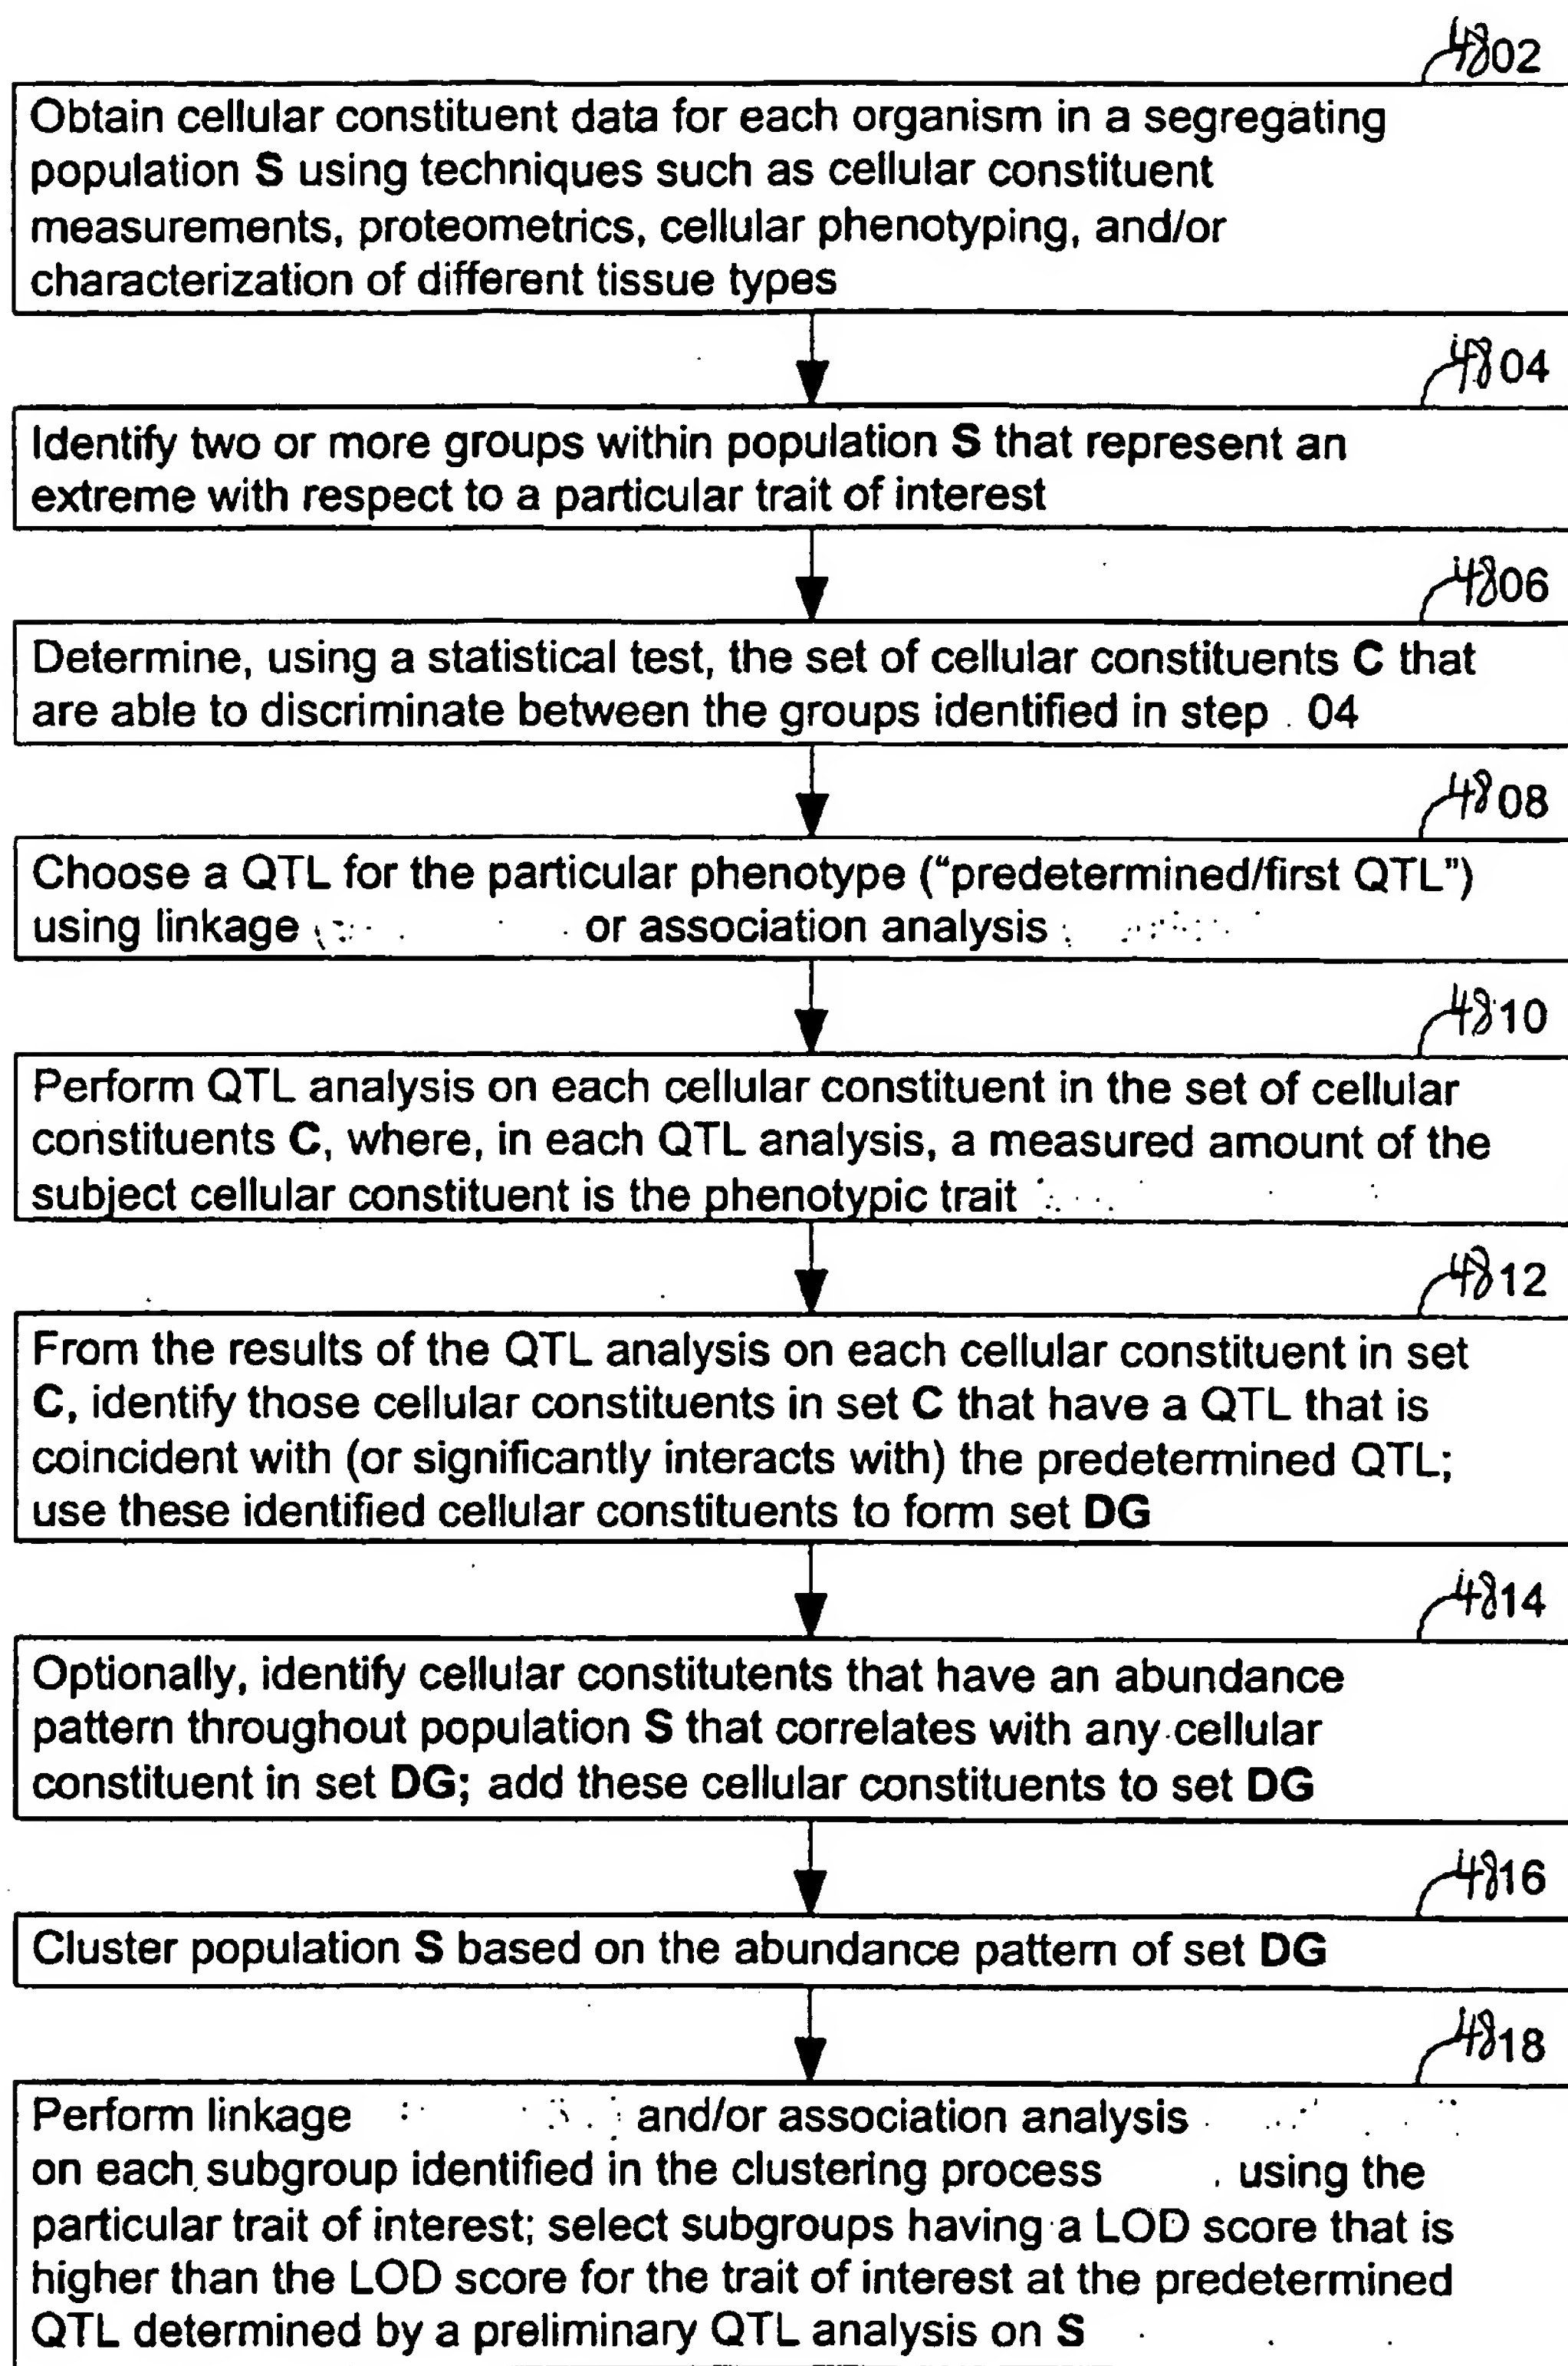 4802
Obtain cellular constituent data for each organism in a segregating
population S using techniques such as cellular constituent
measurements, proteometrics, cellular phenotyping, and/or
characterization of different tissue types
4804
Identify two or more groups within population S that represent an
extreme with respect to a particular trait of interest
4806
Determine, using a statistical test, the set of cellular constituents C that
are able to discriminate between the groups identified in step . 04
4808
Choose a QTL for the particular phenotype (“predetermined/first QTL”)
using linkage or association analysis
4810
Perform QTL analysis on each cellular constituent in the set of cellular
constituents C, where, in each QTL analysis, a measured amount of the
subject cellular constituent is the phenotypic trait
4812
From the results of the QTL analysis on each cellular constituent in set
C, identify those cellular constituents in set C that have a QTL that is
coincident with (or significantly interacts with) the predetermined QTL;
use these identified cellular constituents to form set DG
4814
Optionally, identify cellular constitutents that have an abundance
pattern throughout population S that correlates with any cellular
constituent in set DG; add these cellular constituents to set DG
4816
Cluster population S based on the abundance pattern of set DG
4818
Perform linkage and/or association analysis
on each subgroup identified in the clustering process using the
particular trait of interest; select subgroups having a LOD score that is
higher than the LOD score for the trait of interest at the predetermined
QTL determined by a preliminary QTL analysis on S